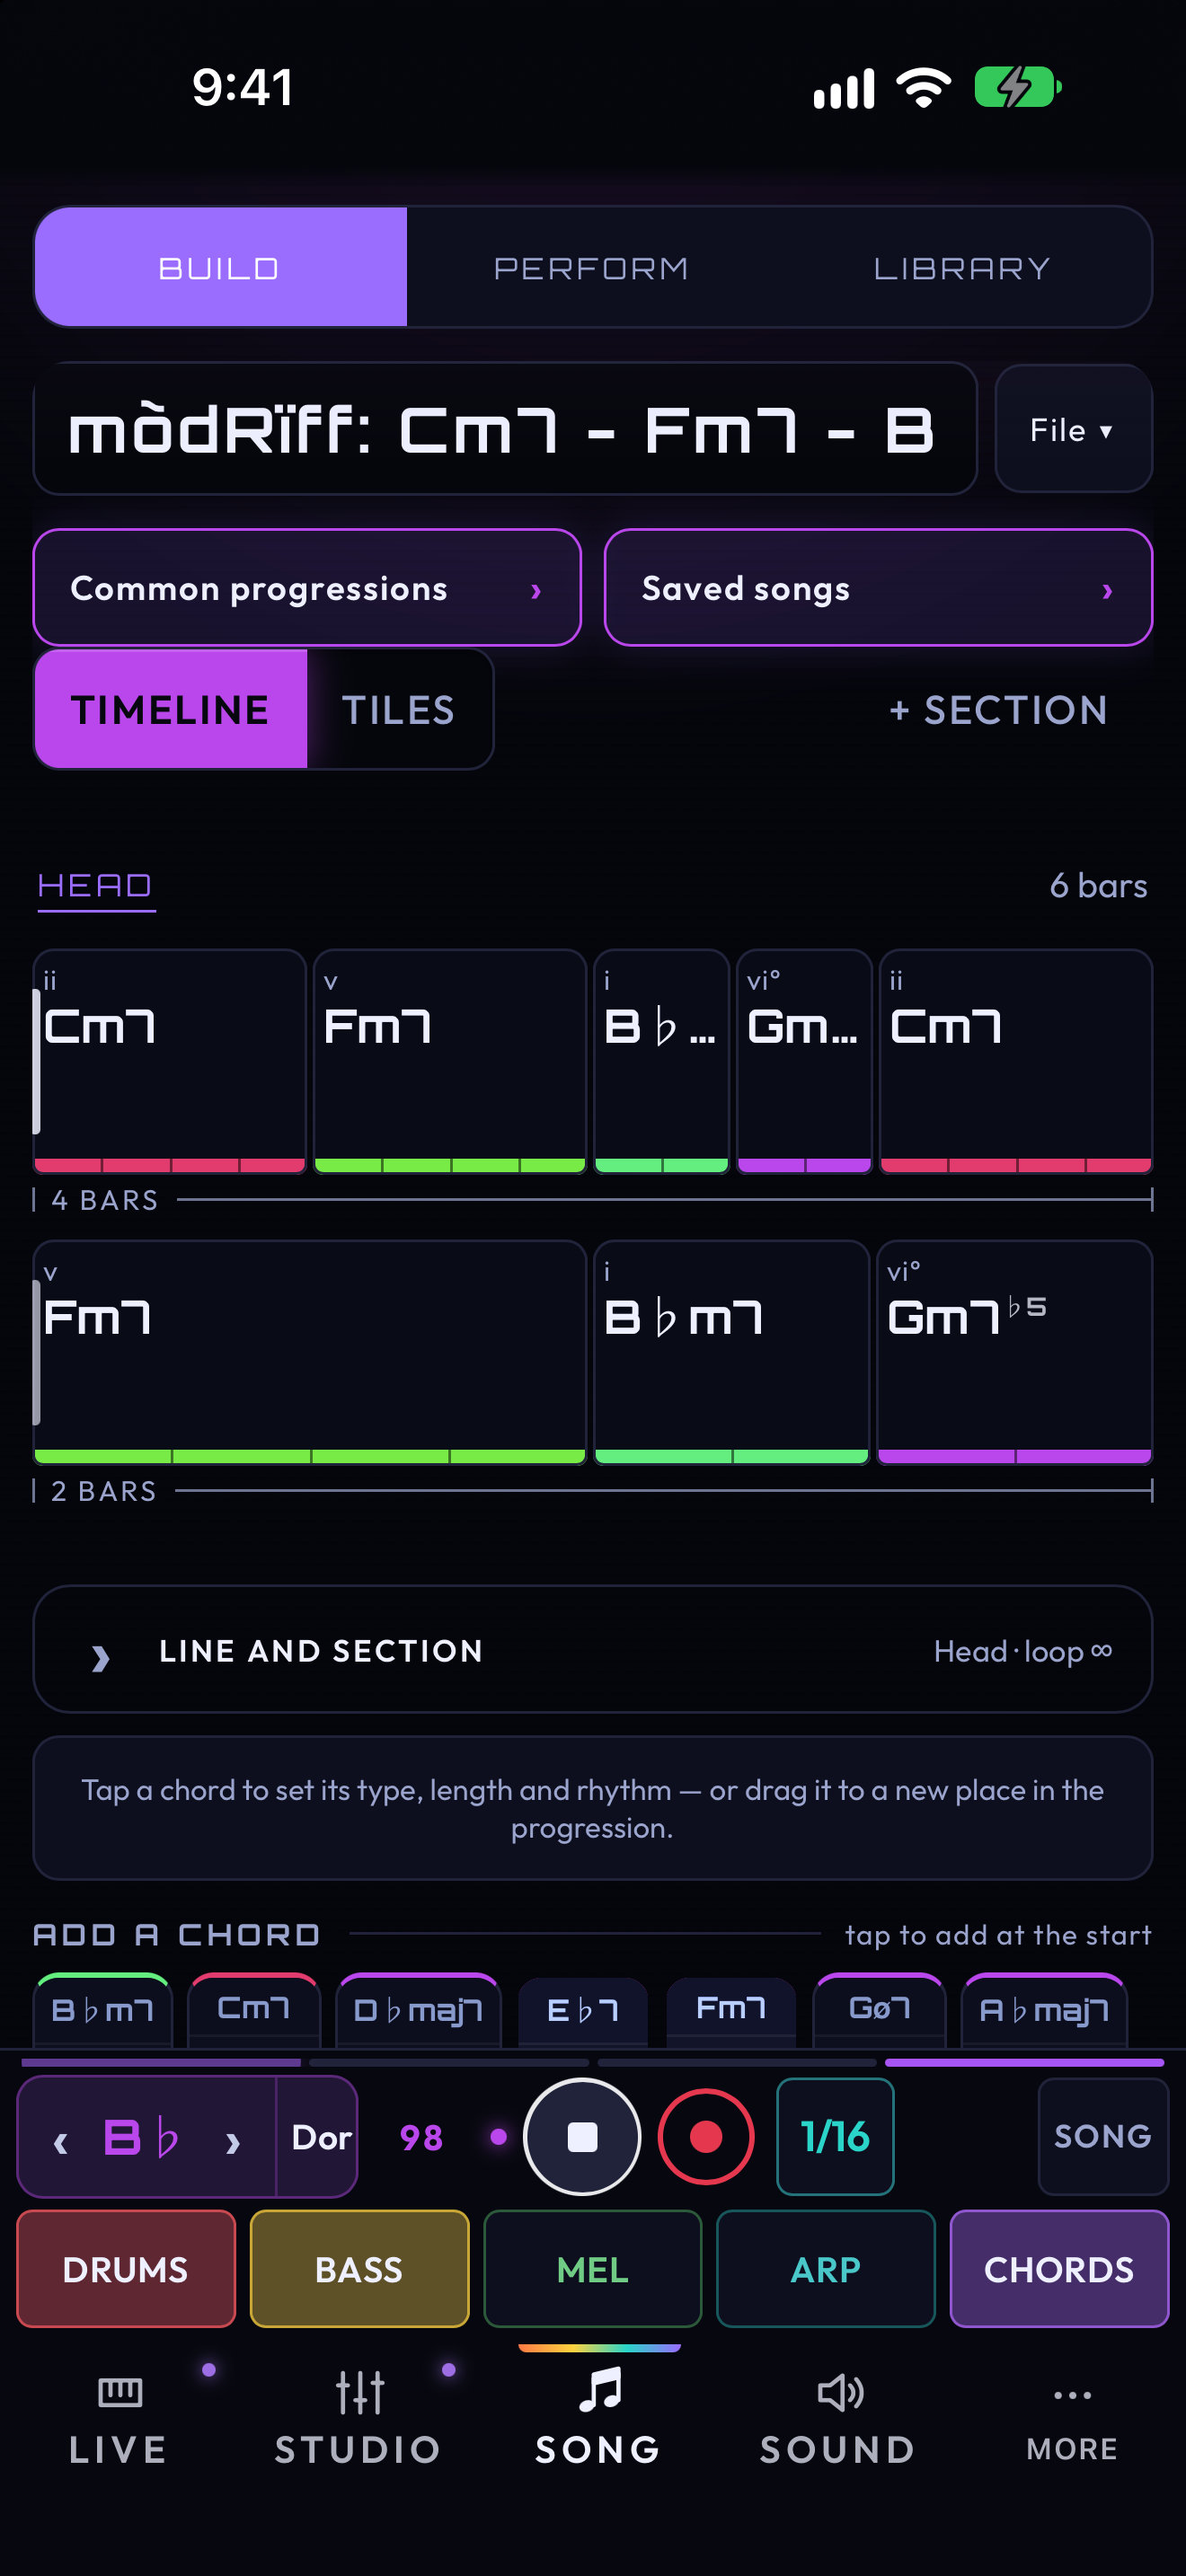 9:41
BUILD PERFORM LIBRARY
mòdRïff: Cm7 - Fm7 - B
File ▾
Common progressions ›
Saved songs ›
TIMELINE TILES
+ SECTION
HEAD
6 bars
ii v i vi° ii
Cm7 Fm7 B♭... Gm... Cm7
4 BARS
v i vi°
Fm7 B♭m7 Gm7♭5
2 BARS
› LINE AND SECTION Head · loop ∞
Tap a chord to set its type, length and rhythm — or drag it to a new place in the
progression.
ADD A CHORD tap to add at the start
B♭m7 Cm7 D♭maj7 E♭7 Fm7 Gø7 A♭maj7
‹ B♭ › Dor 98 1/16 SONG
DRUMS BASS MEL ARP CHORDS
LIVE STUDIO SONG SOUND MORE